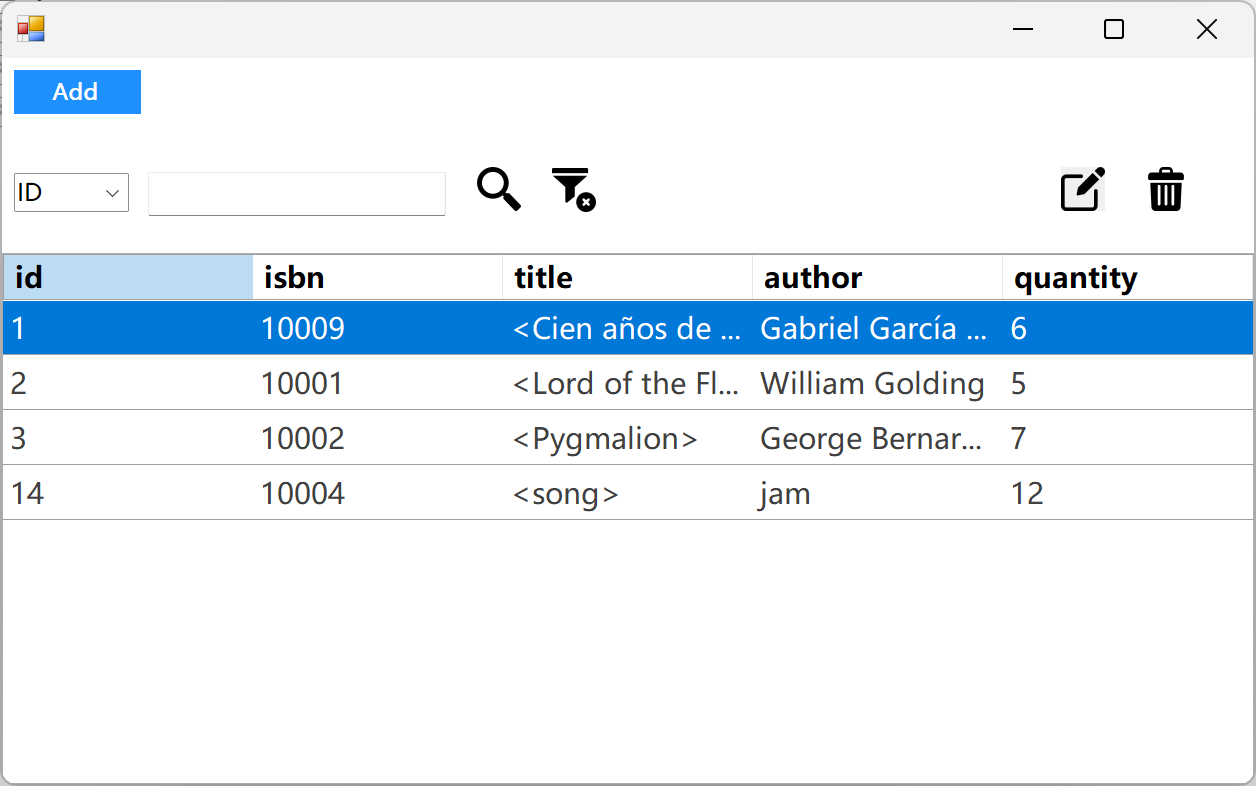 Add
ID
id isbn title author quantity
1 10009 <Cien años de ... Gabriel García ... 6
2 10001 <Lord of the Fl... William Golding 5
3 10002 <Pygmalion> George Bernar... 7
14 10004 <song> jam 12